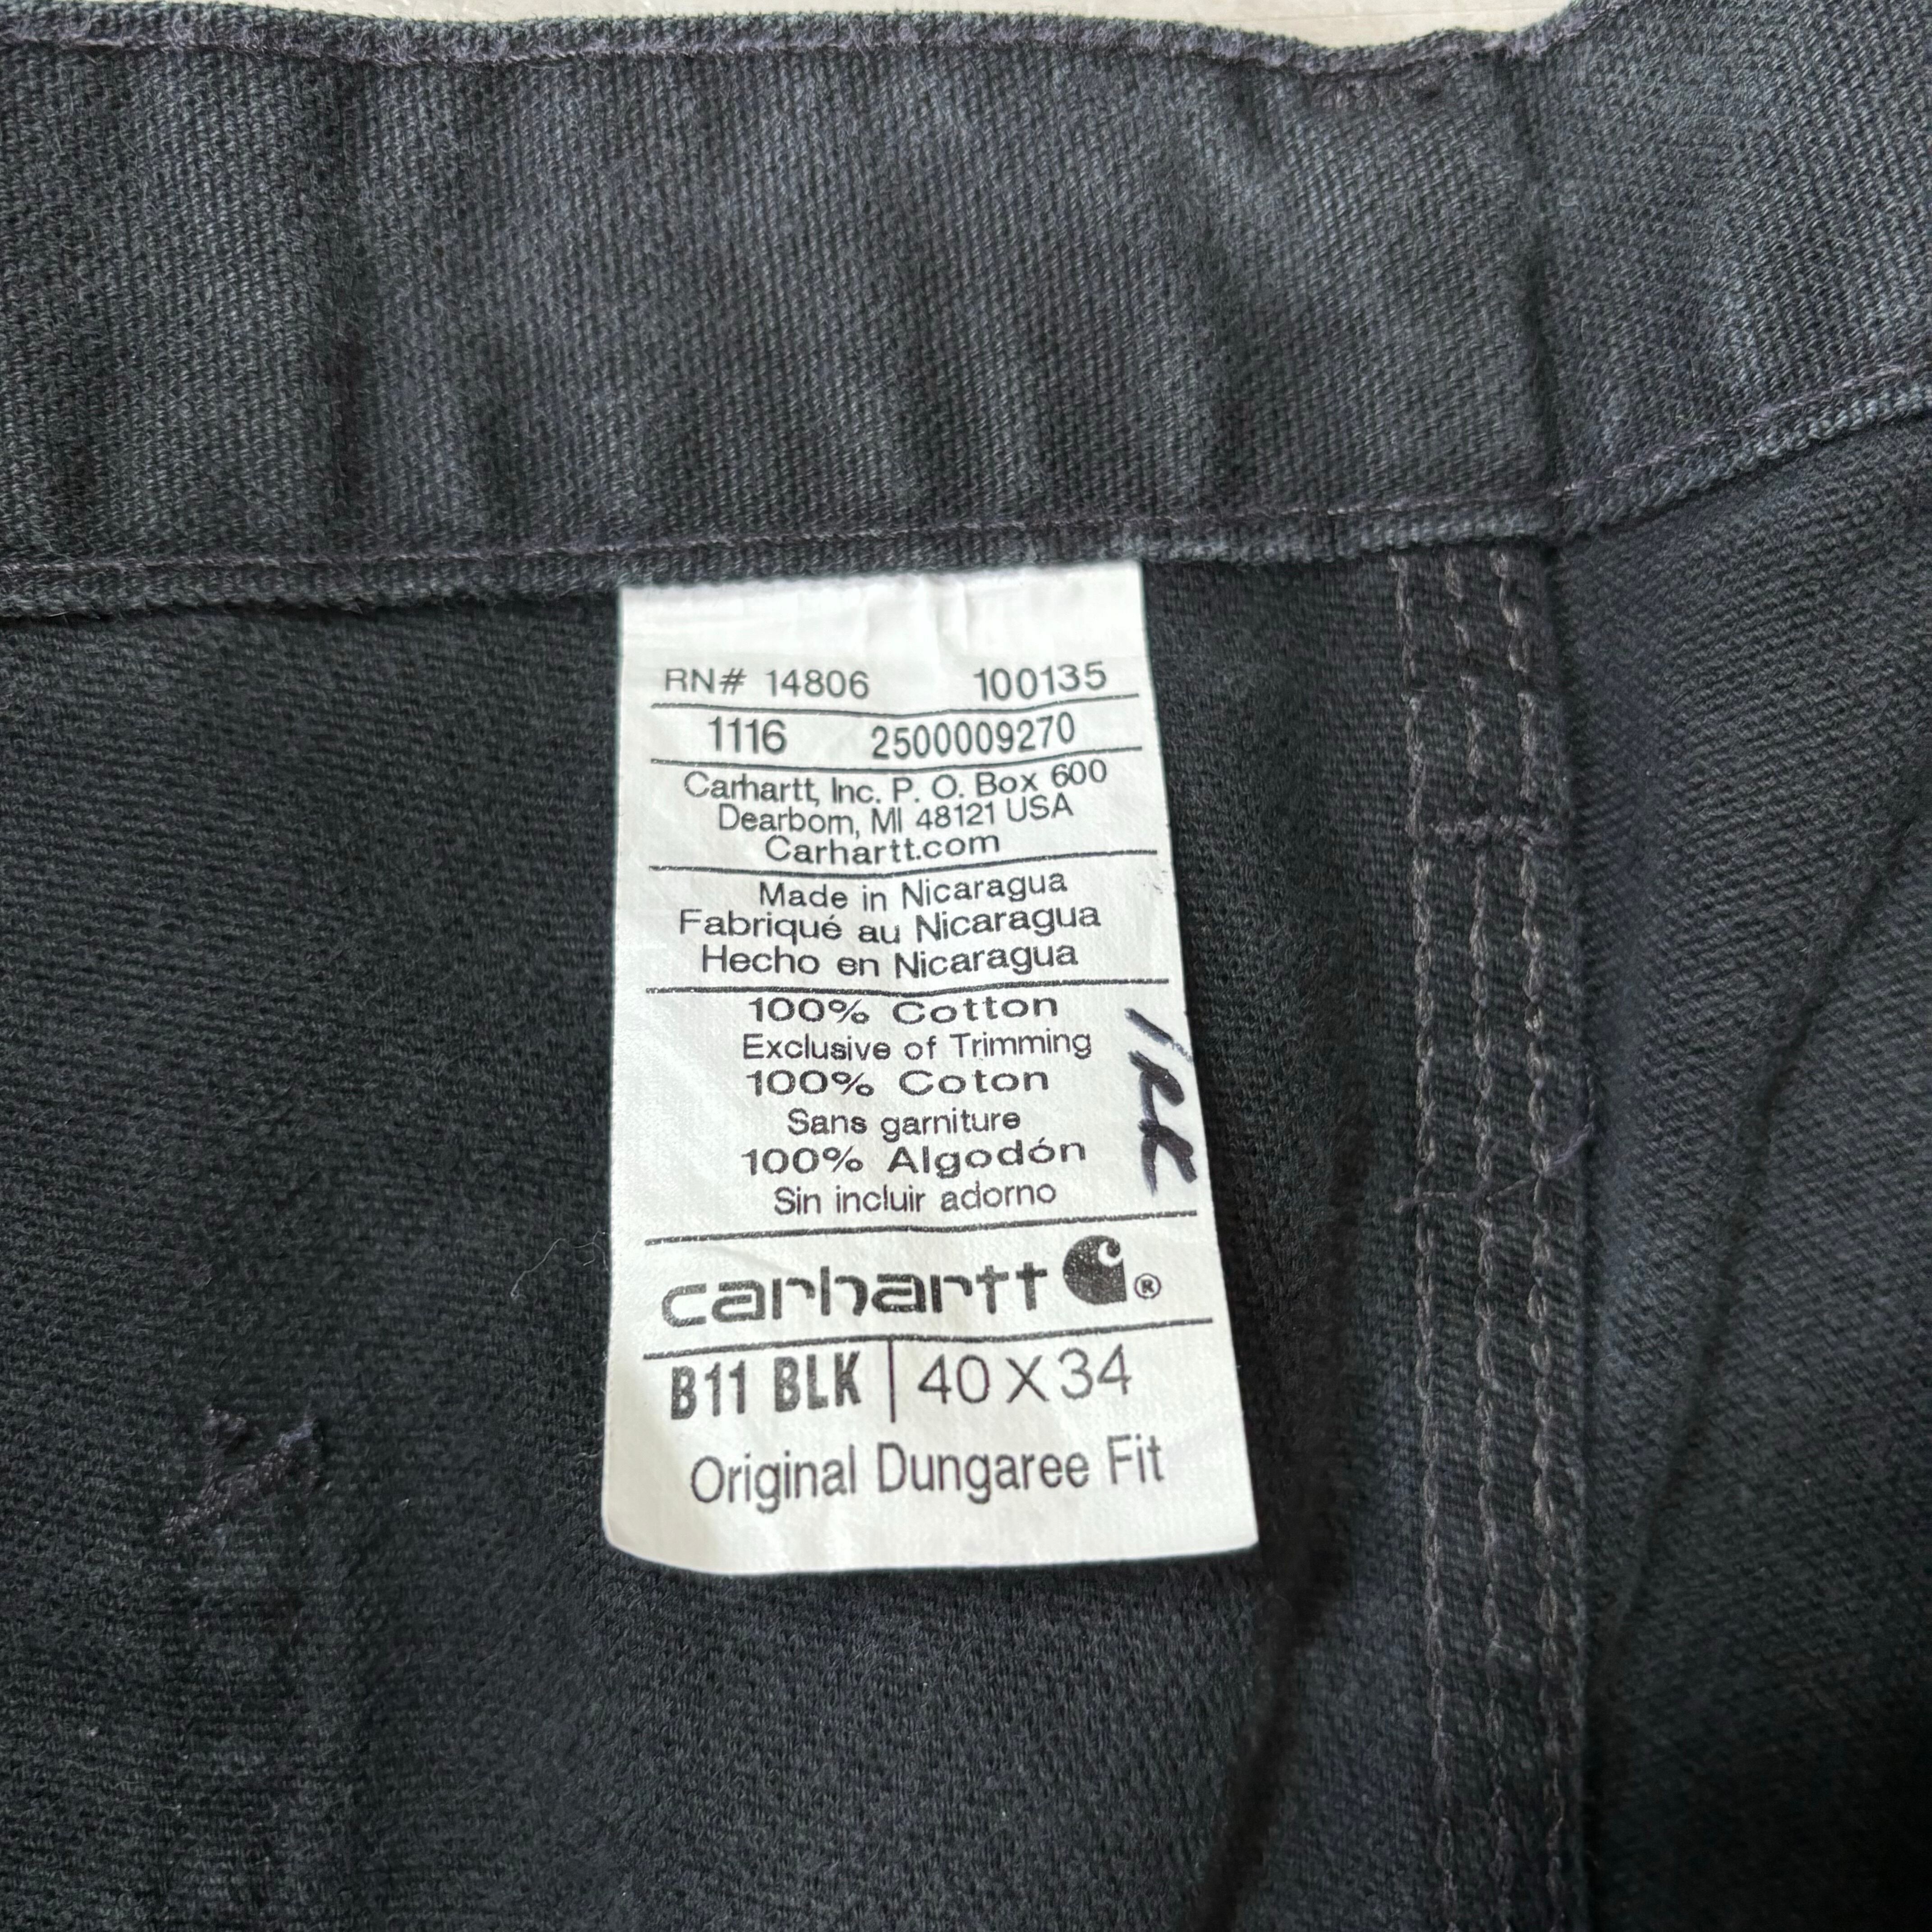 RN# 14806 100135
1116 2500009270
Carhartt, Inc. P. O. Box 600
Dearborn, MI 48121 USA
Carhartt.com
Made in Nicaragua
Fabriqué au Nicaragua
Hecho en Nicaragua
100% Cotton
Exclusive of Trimming
100% Coton
Sans garniture
100% Algodón
Sin incluir adorno
carhartt ®
B11 BLK | 40 X 34
Original Dungaree Fit